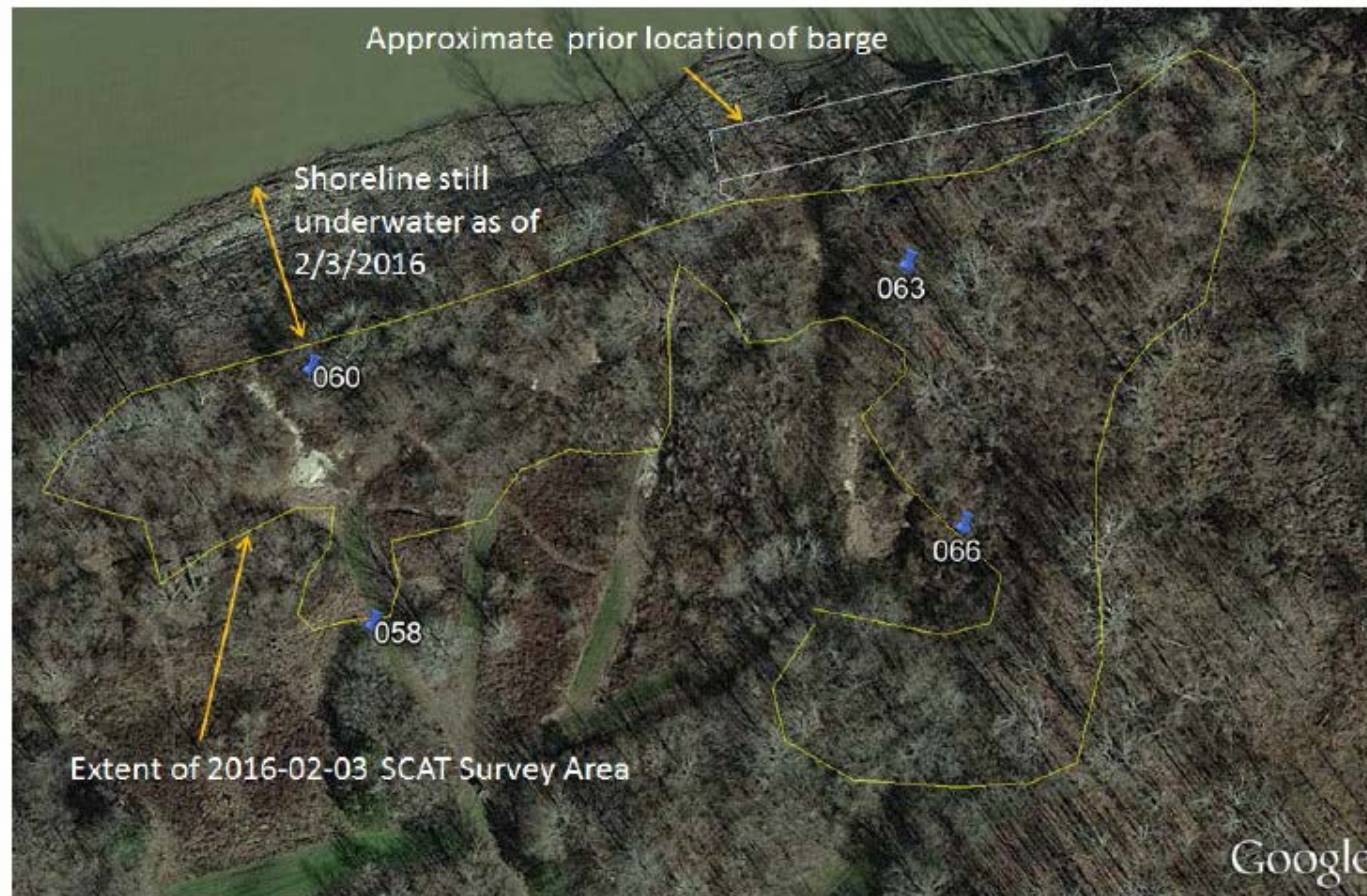 Approximate prior location of barge
Shoreline still
underwater as of
2/3/2016
063
060
066
058
Extent of 2016-02-03 SCAT Survey Area
Google